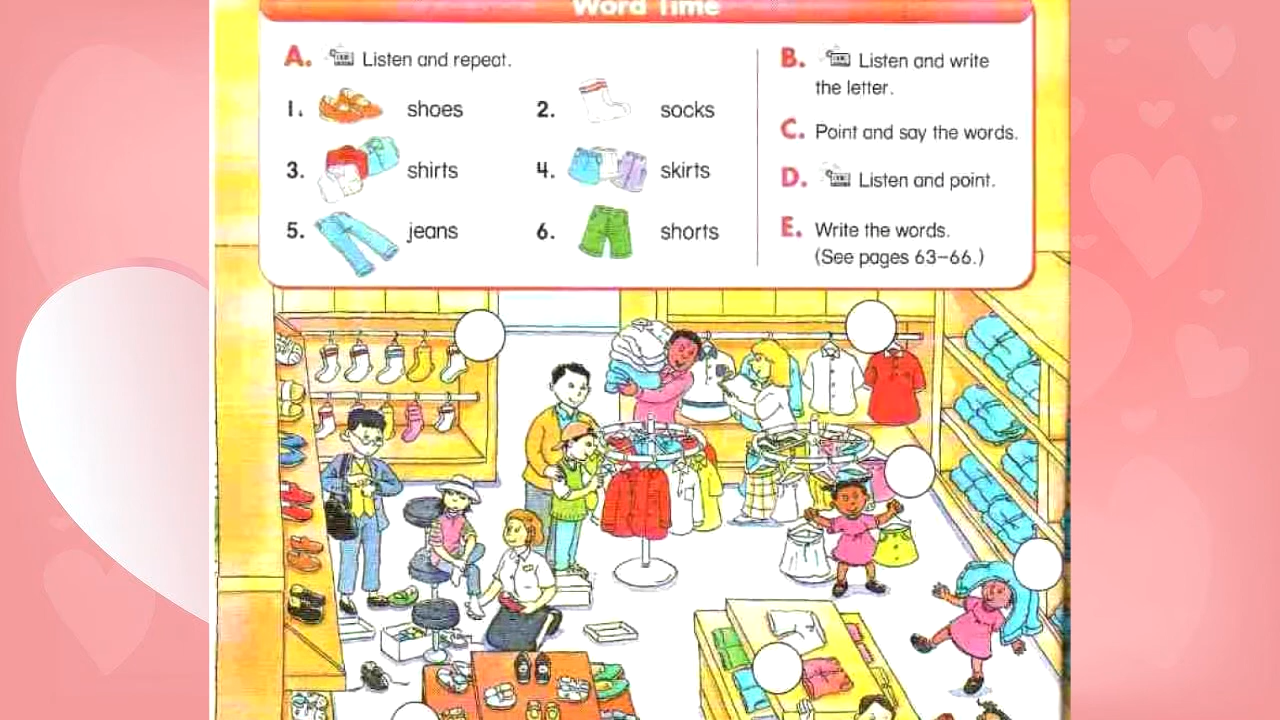 Word Time
A. Listen and repeat.
1. shoes
2. socks
3. shirts
4. skirts
5. jeans
6. shorts
B. Listen and write
the letter.
C. Point and say the words.
D. Listen and point.
E. Write the words.
(See pages 63–66.)